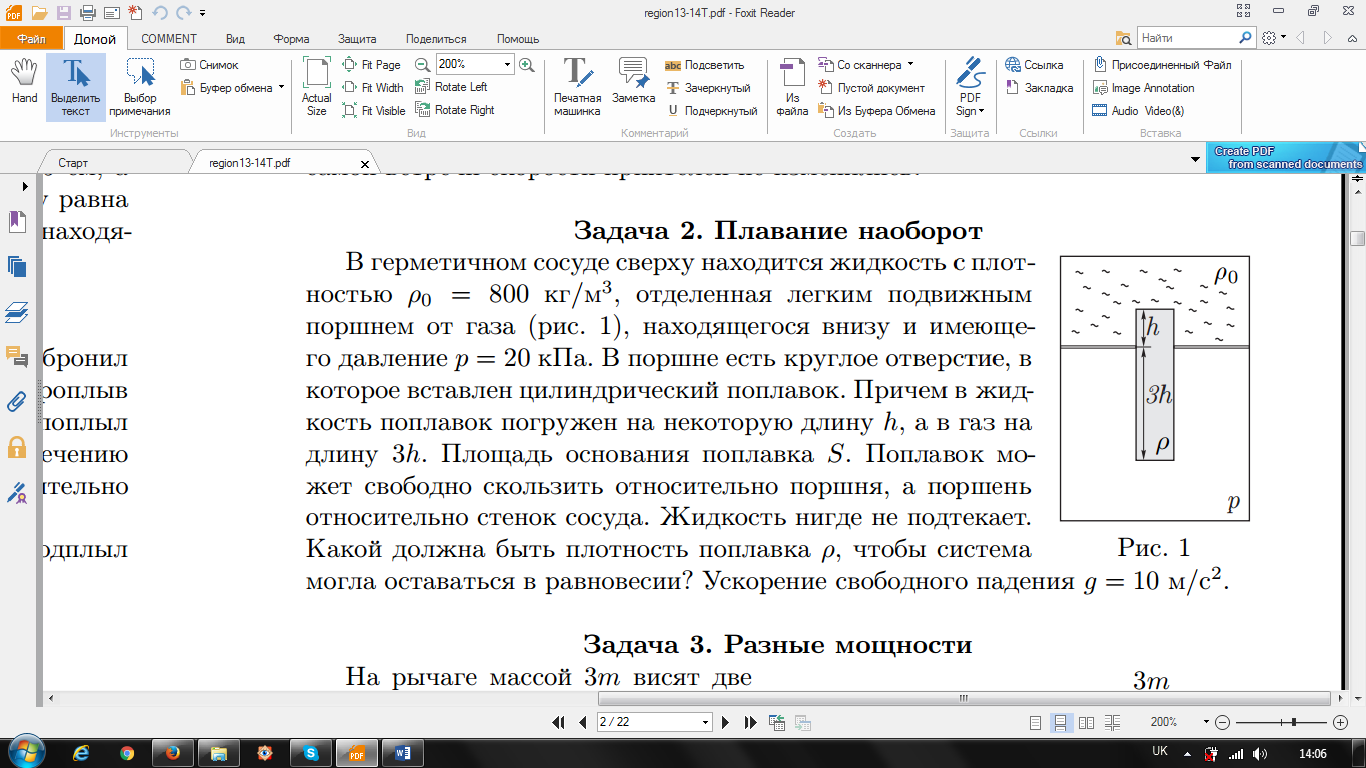 region13-14T.pdf - Foxit Reader
Файл Домой COMMENT Вид Форма Защита Поделиться Помощь
Найти
Hand
Выделить текст
Выбор примечания
Снимок
Буфер обмена
Инструменты
Actual Size
Fit Page
Fit Width
Fit Visible
200%
Rotate Left
Rotate Right
Вид
Печатная машинка
Заметка
Подсветить
Зачеркнутый
Подчеркнутый
Комментарий
Из файла
Со сканнера
Пустой документ
Из Буфера Обмена
Создать
PDF Sign
Защита
Ссылка
Закладка
Ссылки
Присоединенный Файл
Image Annotation
Audio Video(&)
Вставка
Старт region13-14T.pdf
Create PDF
from scanned documents
у равна
находя-
бронил
роплыв
поплыл
ечению
ительно
одплыл
Задача 2. Плавание наоборот
В герметичном сосуде сверху находится жидкость с плот-
ностью ρ₀ = 800 кг/м³, отделенная легким подвижным
поршнем от газа (рис. 1), находящегося внизу и имеюще-
го давление p = 20 кПа. В поршне есть круглое отверстие, в
которое вставлен цилиндрический поплавок. Причем в жид-
кость поплавок погружен на некоторую длину h, а в газ на
длину 3h. Площадь основания поплавка S. Поплавок мо-
жет свободно скользить относительно поршня, а поршень
относительно стенок сосуда. Жидкость нигде не подтекает.
Какой должна быть плотность поплавка ρ, чтобы система
могла оставаться в равновесии? Ускорение свободного падения g = 10 м/с².
ρ₀
h
3h
ρ
p
Рис. 1
Задача 3. Разные мощности
На рычаге массой 3m висят две
3m
2 / 22
200%
UK 14:06